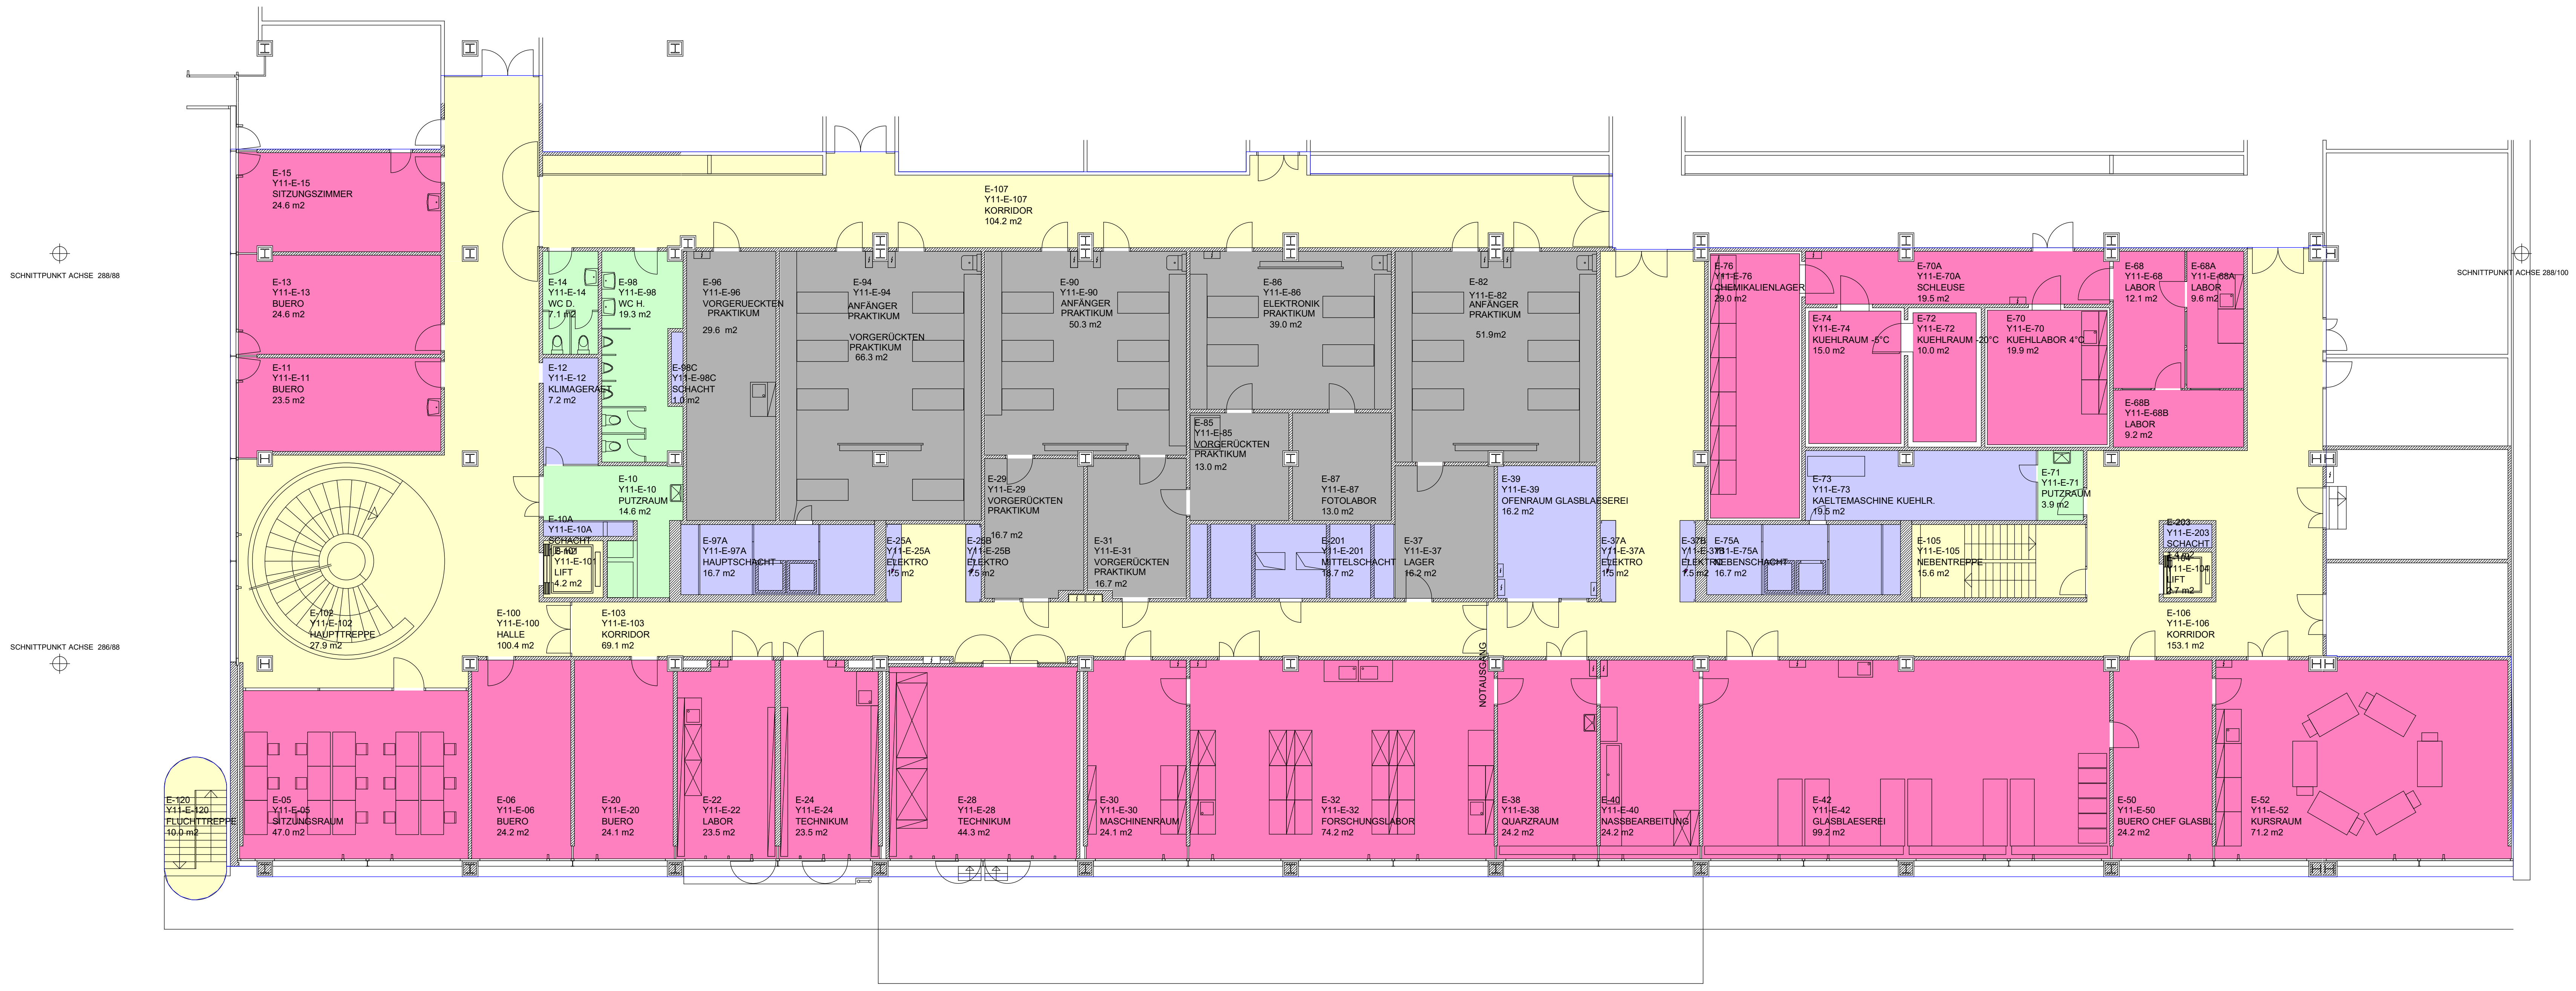 E-107
Y11-E-107
KORRIDOR
104.2 m2
E-15
Y11-E-15
SITZUNGSZIMMER
24.6 m2
SCHNITTPUNKT ACHSE 288/88
SCHNITTPUNKT ACHSE 288/100
E-13
Y11-E-13
BUERO
24.6 m2
E-14
Y11-E-14
WC D.
7.1 m2
E-98
Y11-E-98
WC H.
19.3 m2
E-96
Y11-E-96
VORGERUECKTEN
PRAKTIKUM
29.6 m2
E-94
Y11-E-94
ANFÄNGER
PRAKTIKUM
VORGERÜCKTEN
PRAKTIKUM
66.3 m2
E-90
Y11-E-90
ANFÄNGER
PRAKTIKUM
50.3 m2
E-86
Y11-E-86
ELEKTRONIK
PRAKTIKUM
39.0 m2
E-82
Y11-E-82
ANFÄNGER
PRAKTIKUM
51.9m2
E-76
Y11-E-76
CHEMIKALIENLAGER
29.0 m2
E-70A
Y11-E-70A
SCHLEUSE
19.5 m2
E-68
Y11-E-68
LABOR
12.1 m2
E-68A
Y11-E-68A
LABOR
9.6 m2
E-74
Y11-E-74
KUEHLRAUM -5°C
15.0 m2
E-72
Y11-E-72
KUEHLRAUM -20°C
10.0 m2
E-70
Y11-E-70
KUEHLLABOR 4°C
19.9 m2
E-11
Y11-E-11
BUERO
23.5 m2
E-12
Y11-E-12
KLIMAGERAET
7.2 m2
E-98C
Y11-E-98C
SCHACHT
1.0 m2
E-68B
Y11-E-68B
LABOR
9.2 m2
E-85
Y11-E-85
VORGERÜCKTEN
PRAKTIKUM
13.0 m2
E-10
Y11-E-10
PUTZRAUM
14.6 m2
E-29
Y11-E-29
VORGERÜCKTEN
PRAKTIKUM
16.7 m2
E-87
Y11-E-87
FOTOLABOR
13.0 m2
E-39
Y11-E-39
OFENRAUM GLASBLAESEREI
16.2 m2
E-73
Y11-E-73
KAELTEMASCHINE KUEHLR.
19.5 m2
E-71
Y11-E-71
PUTZRAUM
3.9 m2
E-10A
Y11-E-10A
SCHACHT
E-101
Y11-E-101
LIFT
4.2 m2
E-97A
Y11-E-97A
HAUPTSCHACHT
16.7 m2
E-25A
Y11-E-25A
ELEKTRO
1.5 m2
E-25B
Y11-E-25B
ELEKTRO
1.5 m2
E-31
Y11-E-31
VORGERÜCKTEN
PRAKTIKUM
16.7 m2
E-201
Y11-E-201
MITTELSCHACHT
18.7 m2
E-37
Y11-E-37
LAGER
16.2 m2
E-37A
Y11-E-37A
ELEKTRO
1.5 m2
E-37B
Y11-E-37B
ELEKTRO
1.5 m2
E-75A
Y11-E-75A
NEBENSCHACHT
16.7 m2
E-105
Y11-E-105
NEBENTREPPE
15.6 m2
E-203
Y11-E-203
SCHACHT
E-104
Y11-E-104
LIFT
2.7 m2
E-102
Y11-E-102
HAUPTTREPPE
27.9 m2
E-100
Y11-E-100
HALLE
100.4 m2
E-103
Y11-E-103
KORRIDOR
69.1 m2
E-106
Y11-E-106
KORRIDOR
153.1 m2
SCHNITTPUNKT ACHSE 286/88
NOTAUSGANG
E-120
Y11-E-120
FLUCHTTREPPE
10.0 m2
E-05
Y11-E-05
SITZUNGSRAUM
47.0 m2
E-06
Y11-E-06
BUERO
24.2 m2
E-20
Y11-E-20
BUERO
24.1 m2
E-22
Y11-E-22
LABOR
23.5 m2
E-24
Y11-E-24
TECHNIKUM
23.5 m2
E-28
Y11-E-28
TECHNIKUM
44.3 m2
E-30
Y11-E-30
MASCHINENRAUM
24.1 m2
E-32
Y11-E-32
FORSCHUNGSLABOR
74.2 m2
E-38
Y11-E-38
QUARZRAUM
24.2 m2
E-40
Y11-E-40
NASSBEARBEITUNG
24.2 m2
E-42
Y11-E-42
GLASBLAESEREI
99.2 m2
E-50
Y11-E-50
BUERO CHEF GLASBL.
24.2 m2
E-52
Y11-E-52
KURSRAUM
71.2 m2